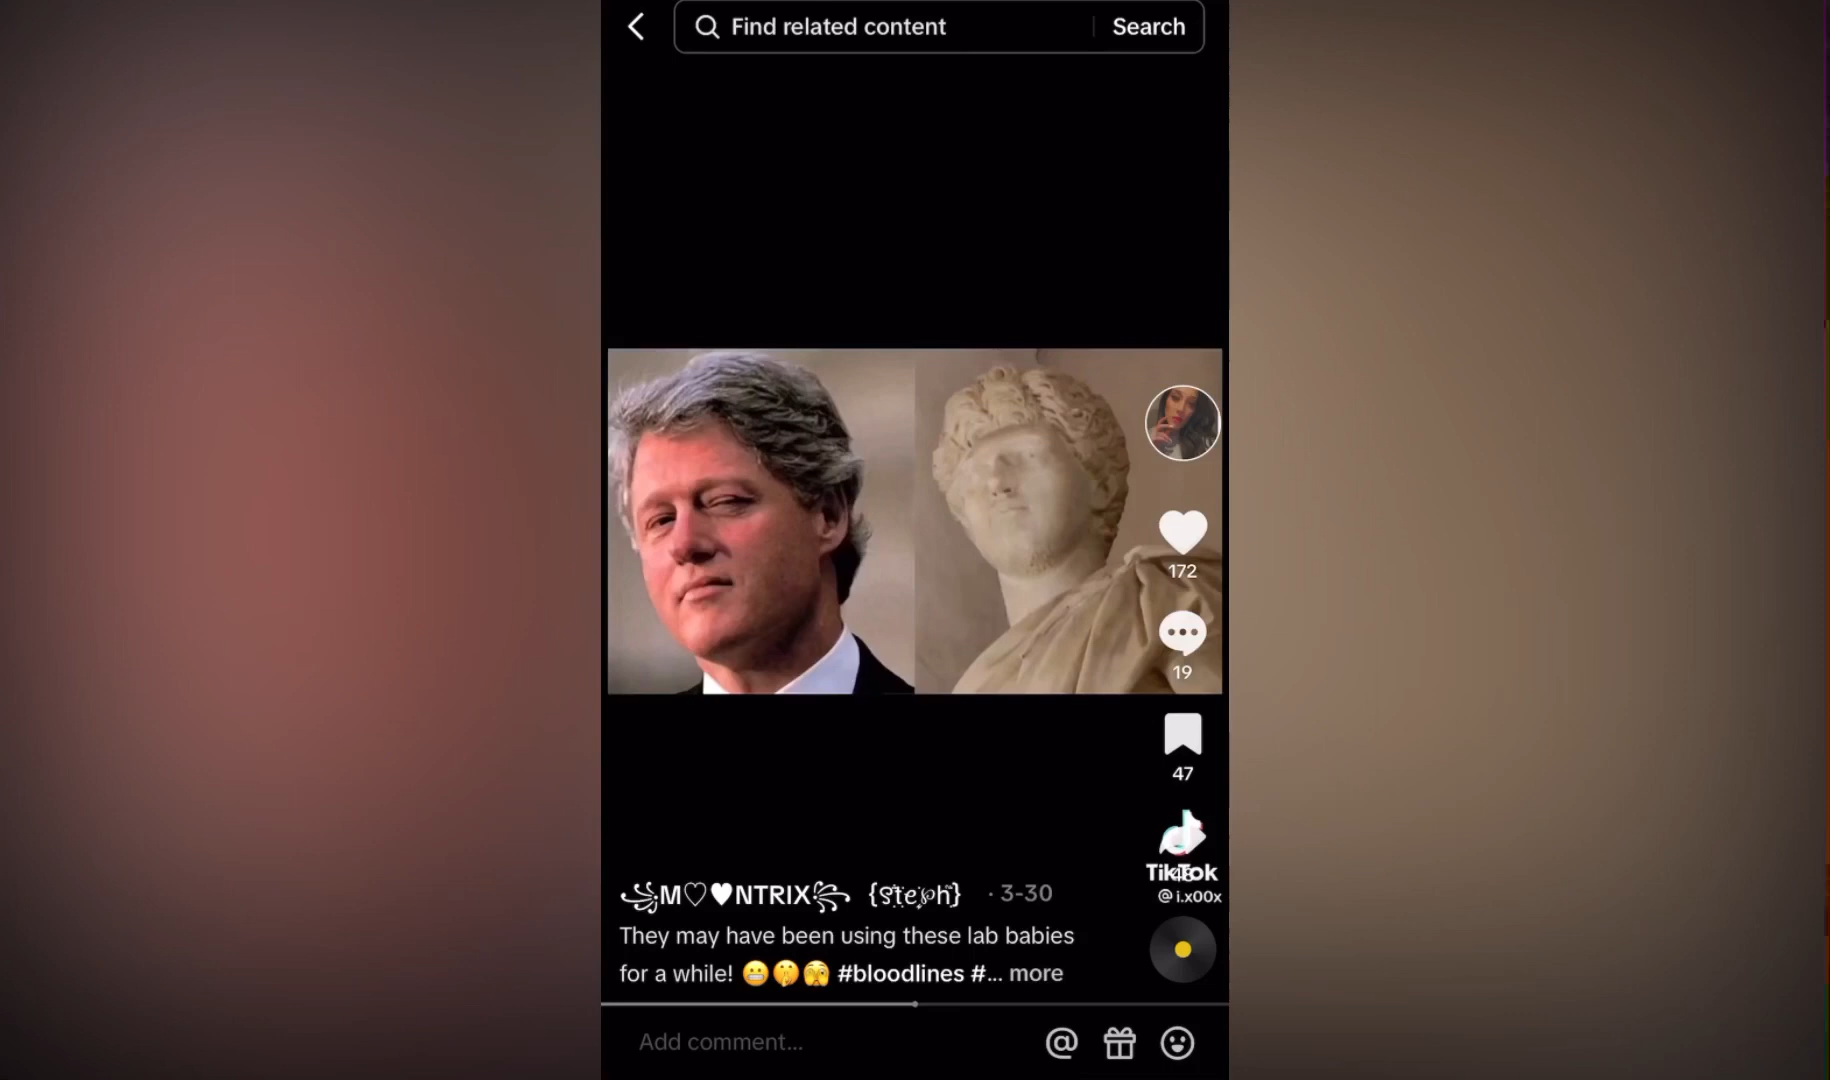 Find related content
Search
172
19
47
TikTok
@i.x00x
M♡♥NTRIX {steph} · 3-30
They may have been using these lab babies
for a while! 😬🤫🫣 #bloodlines #... more
Add comment...